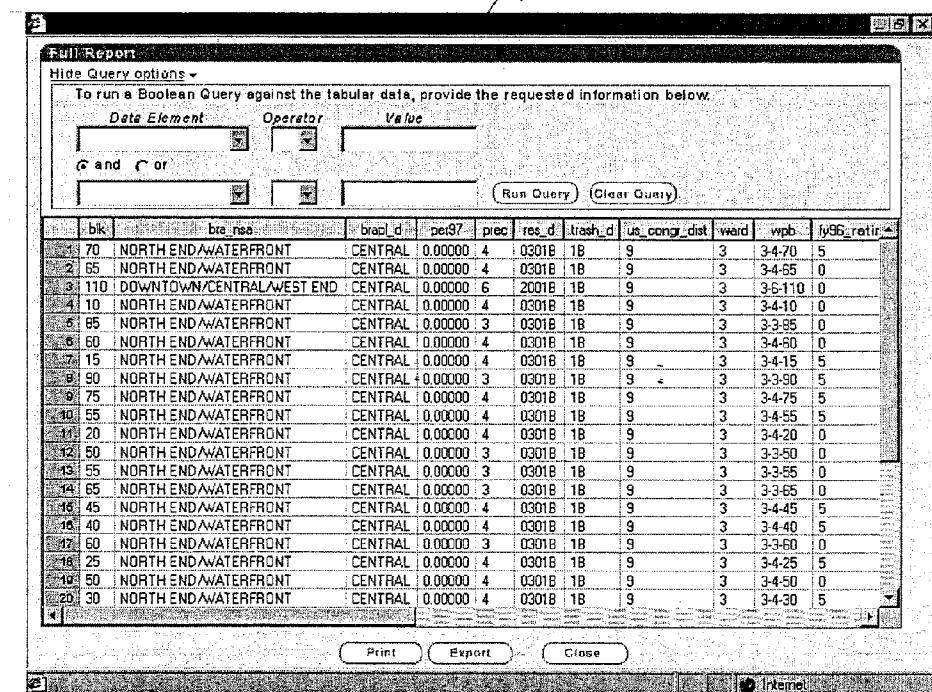 Full Report
Hide Query options
To run a Boolean Query against the tabular data, provide the requested information below.
Data Element Operator Value
and or
Run Query Clear Query
blk bra_nsa brapl_d per97 prec res_d trash_d us_congr_dist ward wpb fy96_ratin
1 70 NORTH END/WATERFRONT CENTRAL 0.00000 4 0301B 1B 9 3 3-4-70 5
2 65 NORTH END/WATERFRONT CENTRAL 0.00000 4 0301B 1B 9 3 3-4-65 0
3 110 DOWNTOWN/CENTRAL/WEST END CENTRAL 0.00000 6 2001B 1B 9 3 3-6-110 0
4 10 NORTH END/WATERFRONT CENTRAL 0.00000 4 0301B 1B 9 3 3-4-10 0
5 85 NORTH END/WATERFRONT CENTRAL 0.00000 3 0301B 1B 9 3 3-3-85 0
6 60 NORTH END/WATERFRONT CENTRAL 0.00000 4 0301B 1B 9 3 3-4-60 0
7 15 NORTH END/WATERFRONT CENTRAL 0.00000 4 0301B 1B 9 3 3-4-15 5
8 90 NORTH END/WATERFRONT CENTRAL 0.00000 3 0301B 1B 9 3 3-3-90 5
9 75 NORTH END/WATERFRONT CENTRAL 0.00000 4 0301B 1B 9 3 3-4-75 5
10 55 NORTH END/WATERFRONT CENTRAL 0.00000 4 0301B 1B 9 3 3-4-55 5
11 20 NORTH END/WATERFRONT CENTRAL 0.00000 4 0301B 1B 9 3 3-4-20 0
12 50 NORTH END/WATERFRONT CENTRAL 0.00000 3 0301B 1B 9 3 3-3-50 0
13 55 NORTH END/WATERFRONT CENTRAL 0.00000 3 0301B 1B 9 3 3-3-55 0
14 65 NORTH END/WATERFRONT CENTRAL 0.00000 3 0301B 1B 9 3 3-3-65 0
15 45 NORTH END/WATERFRONT CENTRAL 0.00000 4 0301B 1B 9 3 3-4-45 5
16 40 NORTH END/WATERFRONT CENTRAL 0.00000 4 0301B 1B 9 3 3-4-40 5
17 60 NORTH END/WATERFRONT CENTRAL 0.00000 3 0301B 1B 9 3 3-3-60 0
18 25 NORTH END/WATERFRONT CENTRAL 0.00000 4 0301B 1B 9 3 3-4-25 5
19 50 NORTH END/WATERFRONT CENTRAL 0.00000 4 0301B 1B 9 3 3-4-50 0
20 30 NORTH END/WATERFRONT CENTRAL 0.00000 4 0301B 1B 9 3 3-4-30 5
Print Export Close
Internet